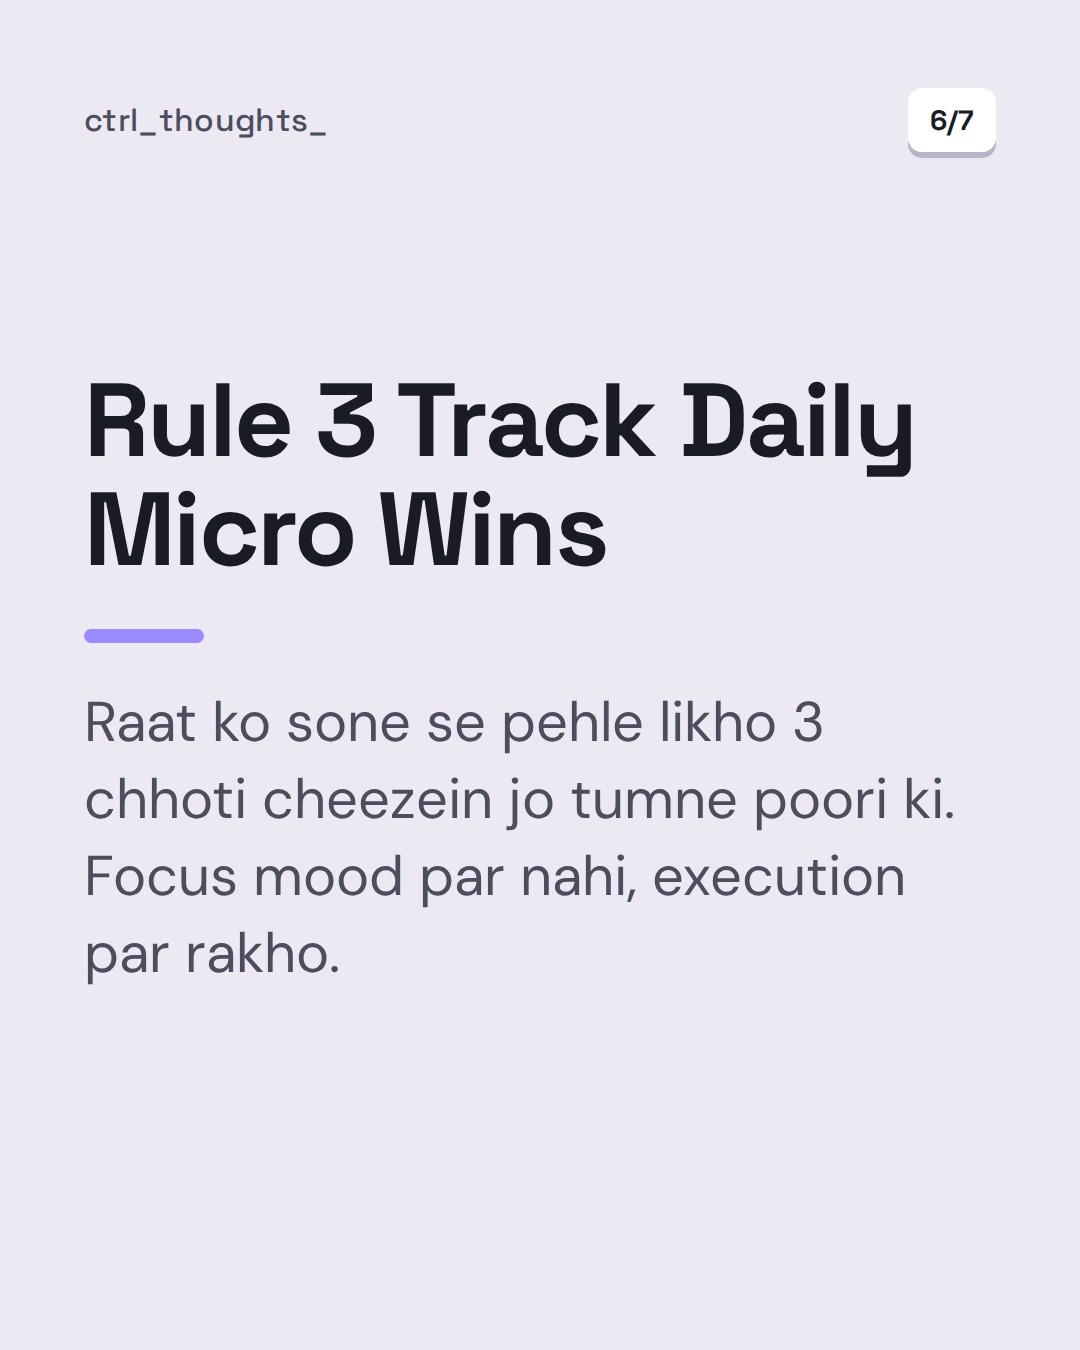 ctrl_thoughts_
6/7
Rule 3 Track Daily
Micro Wins
Raat ko sone se pehle likho 3
chhoti cheezein jo tumne poori ki.
Focus mood par nahi, execution
par rakho.